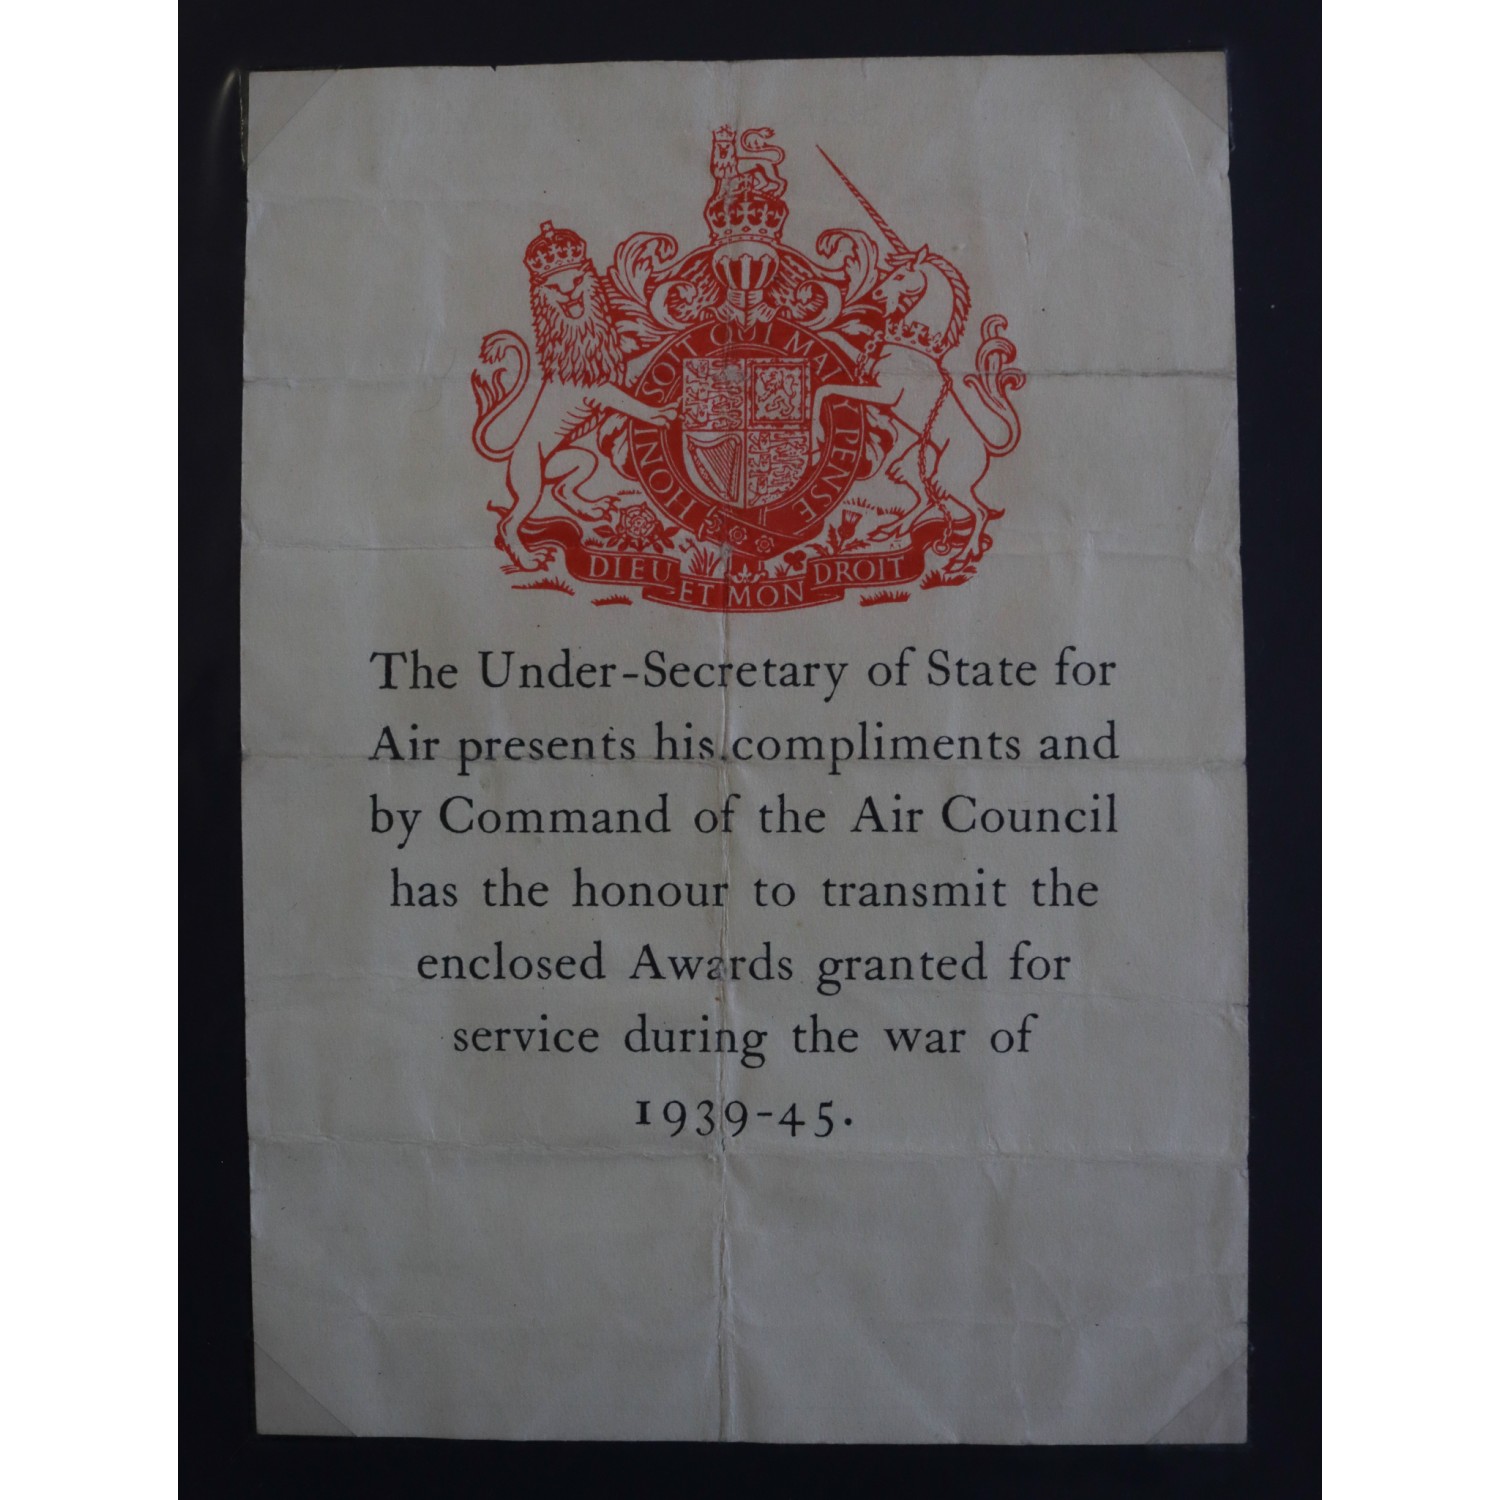 HONI SOIT QUI MAL Y PENSE
DIEU ET MON DROIT
The Under-Secretary of State for
Air presents his compliments and
by Command of the Air Council
has the honour to transmit the
enclosed Awards granted for
service during the war of
1939-45.